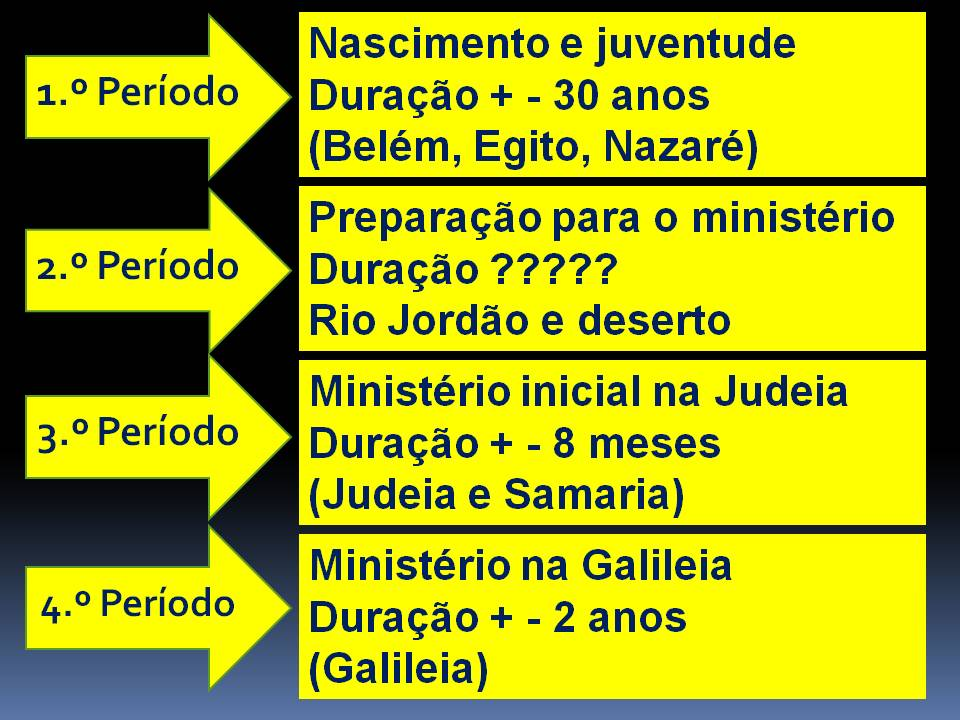 1.º Período
Nascimento e juventude
Duração + - 30 anos
(Belém, Egito, Nazaré)
2.º Período
Preparação para o ministério
Duração ?????
Rio Jordão e deserto
3.º Período
Ministério inicial na Judeia
Duração + - 8 meses
(Judeia e Samaria)
4.º Período
Ministério na Galileia
Duração + - 2 anos
(Galileia)